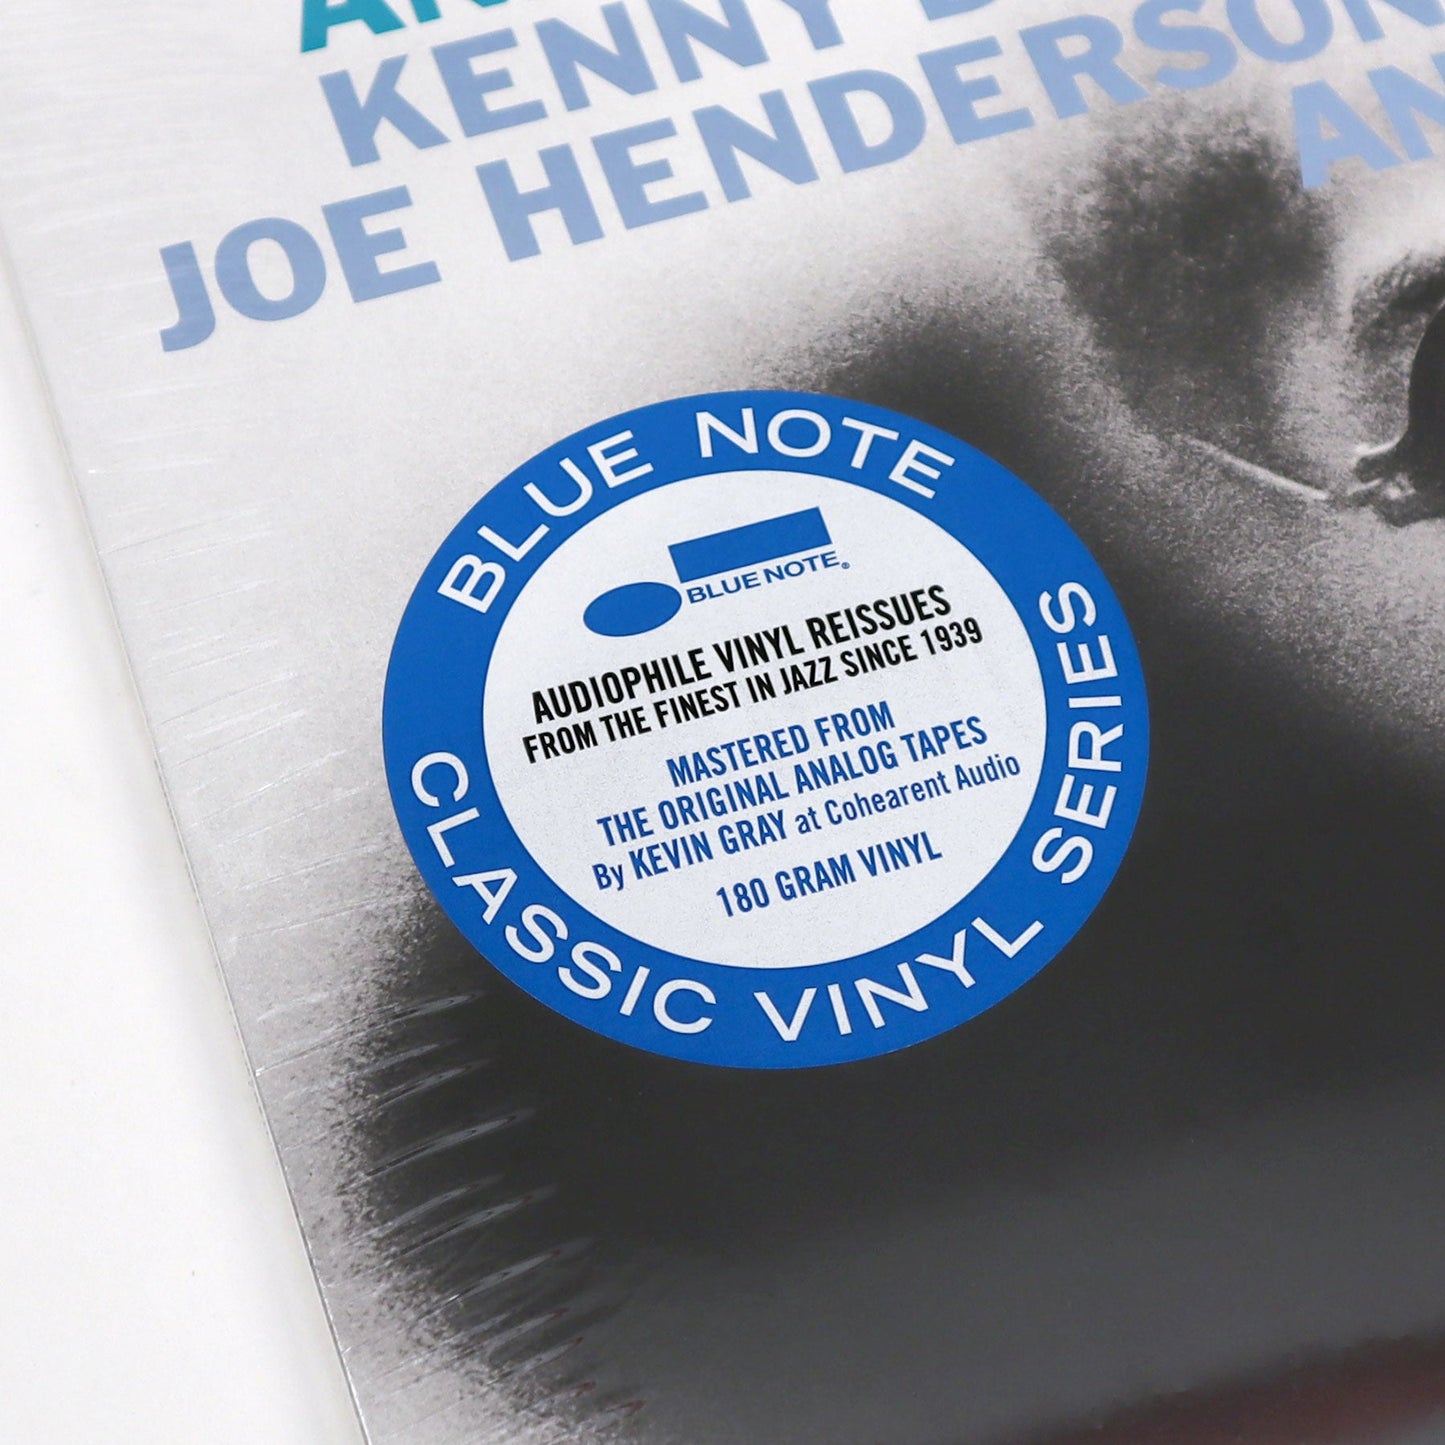 KENNY
JOE HENDERSON
BLUE NOTE
BLUE NOTE®
AUDIOPHILE VINYL REISSUES
FROM THE FINEST IN JAZZ SINCE 1939
MASTERED FROM
THE ORIGINAL ANALOG TAPES
By KEVIN GRAY at Cohearent Audio
180 GRAM VINYL
CLASSIC VINYL SERIES